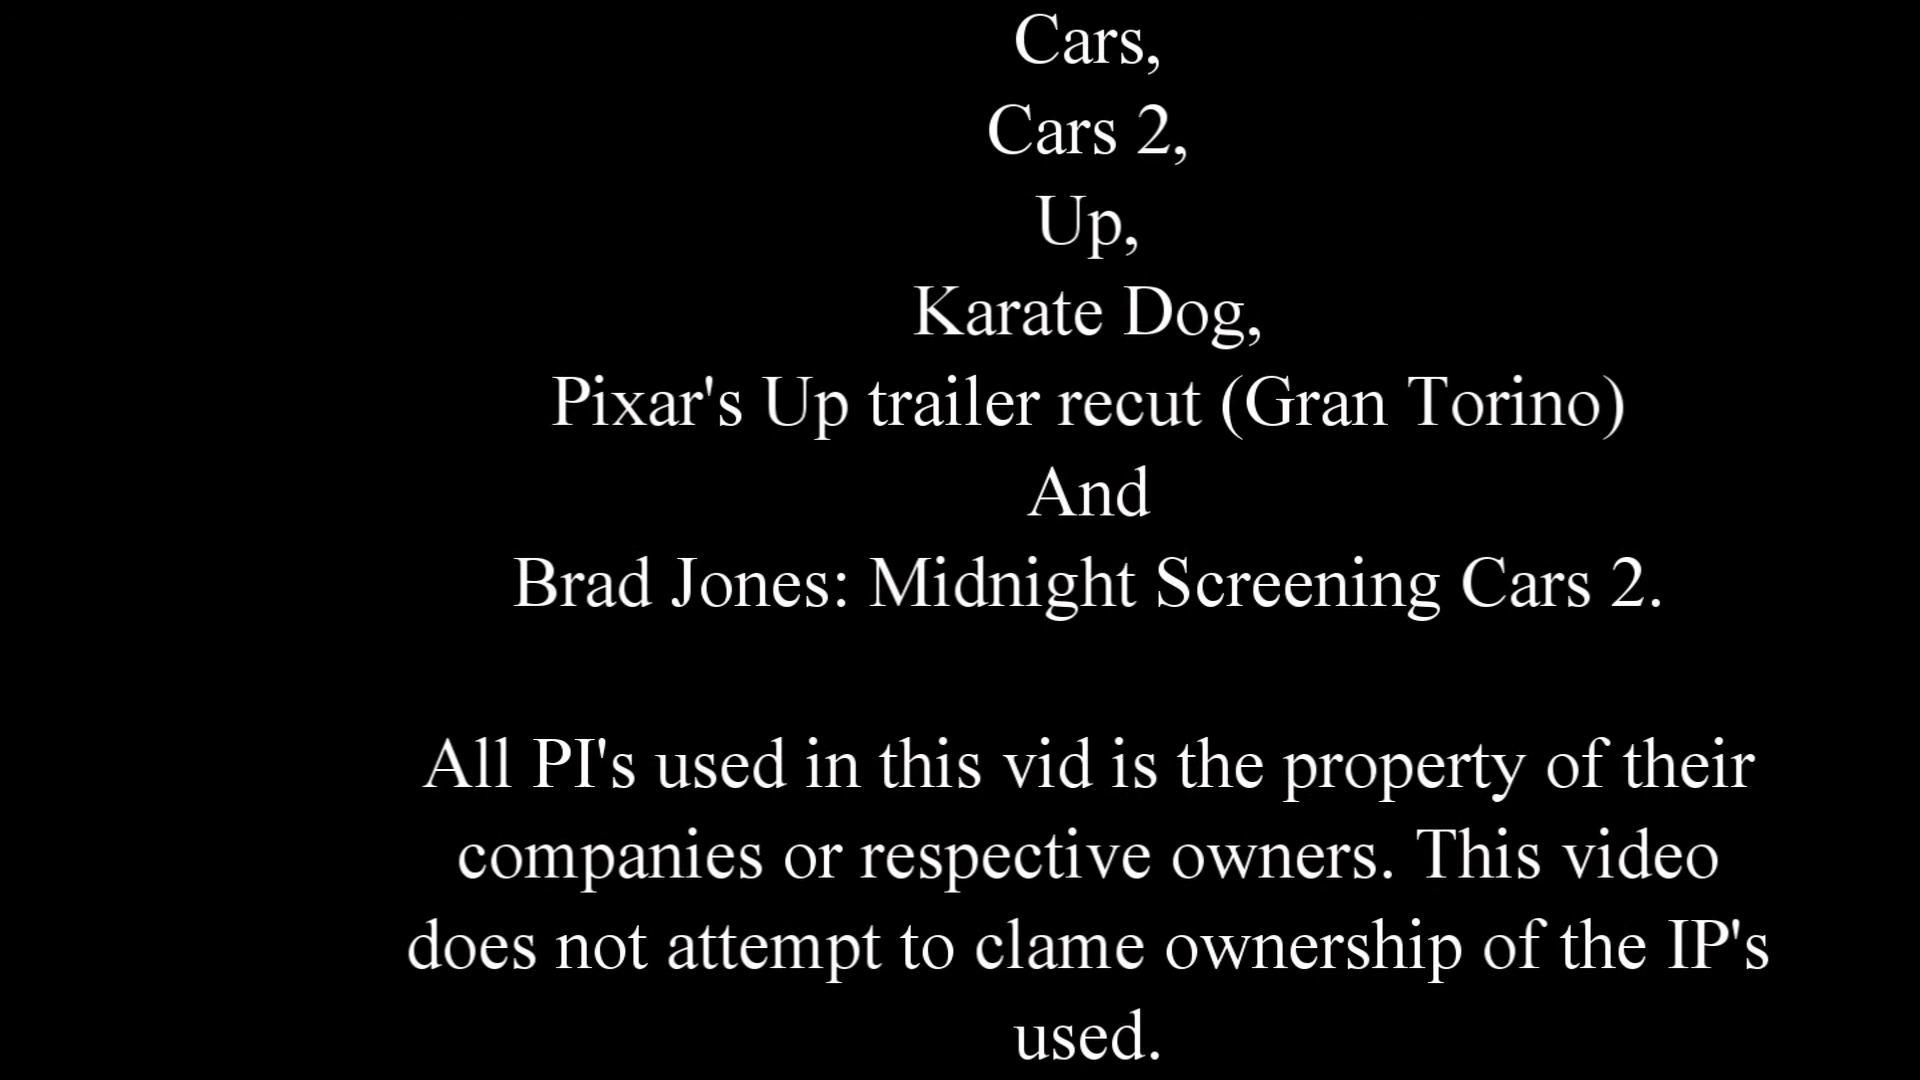 Cars,
Cars 2,
Up,
Karate Dog,
Pixar's Up trailer recut (Gran Torino)
And
Brad Jones: Midnight Screening Cars 2.
All PI's used in this vid is the property of their
companies or respective owners. This video
does not attempt to clame ownership of the IP's
used.